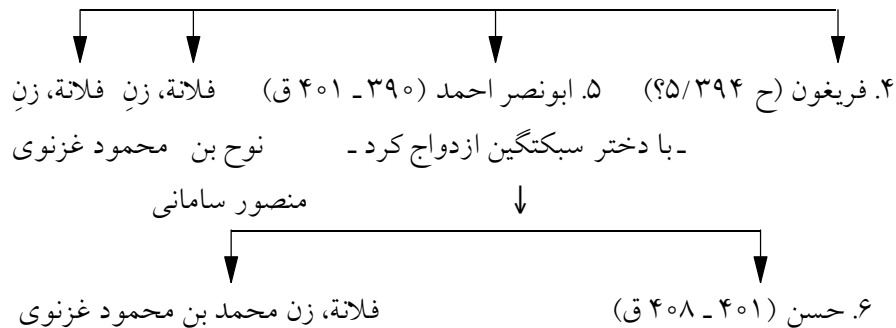 ۴. فریغون (ح ۵/۳۹۴؟) ۵. ابونصر احمد (۳۹۰ ـ ۴۰۱ ق) فلانة، زنِ فلانة، زنِ
ـ با دختر سبکتگین ازدواج کرد ـ نوح بن محمود غزنوی
منصور سامانی
۶. حسن (۴۰۱ ـ ۴۰۸ ق) فلانة، زن محمد بن محمود غزنوی